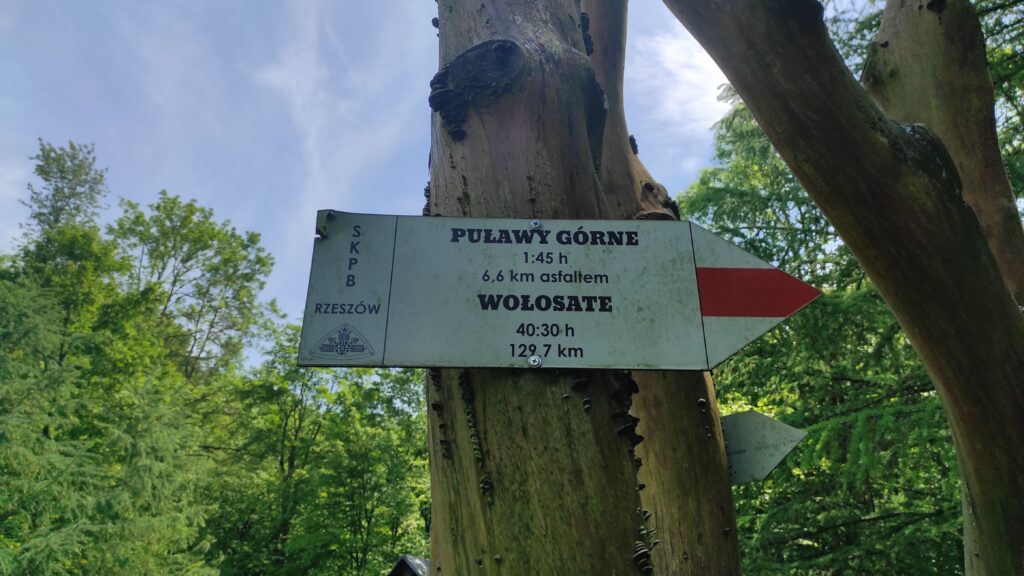 SKPB
RZESZÓW
PUŁAWY GÓRNE
1:45 h
6,6 km asfaltem
WOŁOSATE
40:30 h
129,7 km